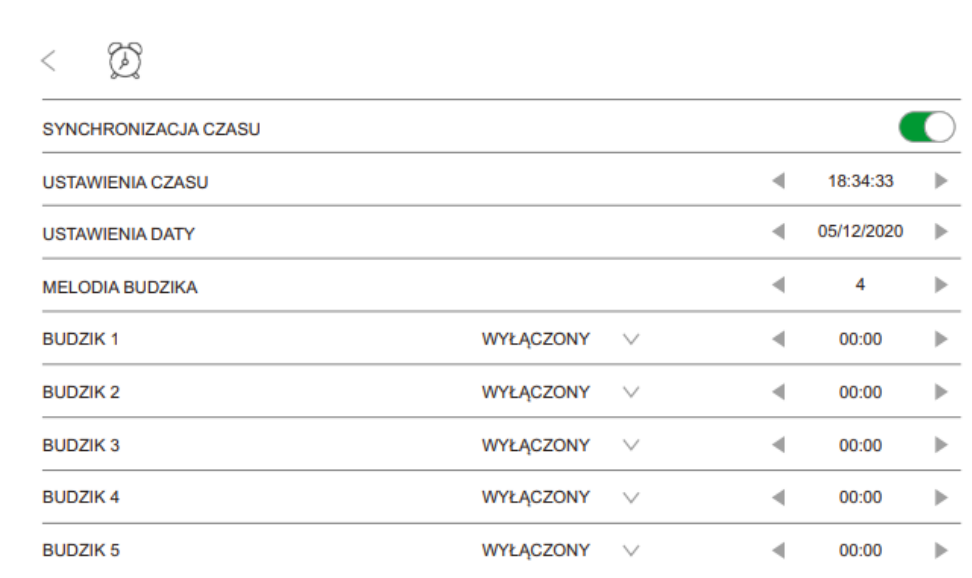 SYNCHRONIZACJA CZASU
USTAWIENIA CZASU 18:34:33
USTAWIENIA DATY 05/12/2020
MELODIA BUDZIKA 4
BUDZIK 1 WYŁĄCZONY 00:00
BUDZIK 2 WYŁĄCZONY 00:00
BUDZIK 3 WYŁĄCZONY 00:00
BUDZIK 4 WYŁĄCZONY 00:00
BUDZIK 5 WYŁĄCZONY 00:00